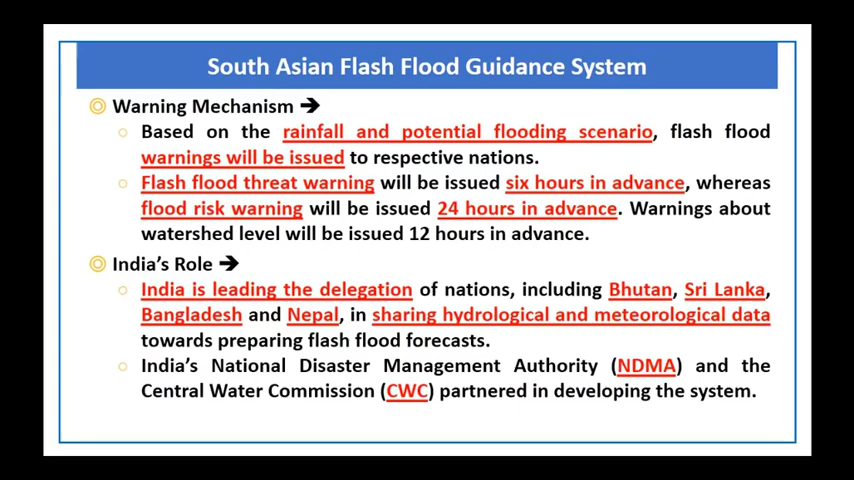 South Asian Flash Flood Guidance System
Warning Mechanism ➔
Based on the rainfall and potential flooding scenario, flash flood
warnings will be issued to respective nations.
Flash flood threat warning will be issued six hours in advance, whereas
flood risk warning will be issued 24 hours in advance. Warnings about
watershed level will be issued 12 hours in advance.
India's Role ➔
India is leading the delegation of nations, including Bhutan, Sri Lanka,
Bangladesh and Nepal, in sharing hydrological and meteorological data
towards preparing flash flood forecasts.
India's National Disaster Management Authority (NDMA) and the
Central Water Commission (CWC) partnered in developing the system.